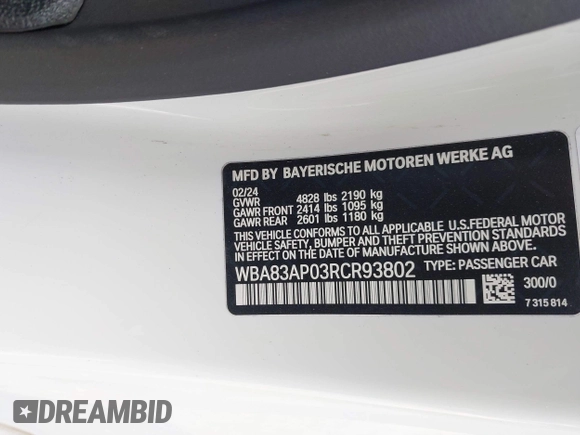 MFD BY BAYERISCHE MOTOREN WERKE AG
02/24
GVWR 4828 lbs 2190 kg
GAWR FRONT 2414 lbs 1095 kg
GAWR REAR 2601 lbs 1180 kg
THIS VEHICLE CONFORMS TO ALL APPLICABLE U.S.FEDERAL MOTOR
VEHICLE SAFETY, BUMPER, AND THEFT PREVENTION
STANDARDS IN EFFECT ON THE DATE OF MANUFACTURE SHOWN ABOVE.
WBA83AP03RCR93802 TYPE: PASSENGER CAR
300/0
7 315 814
DREAMBID